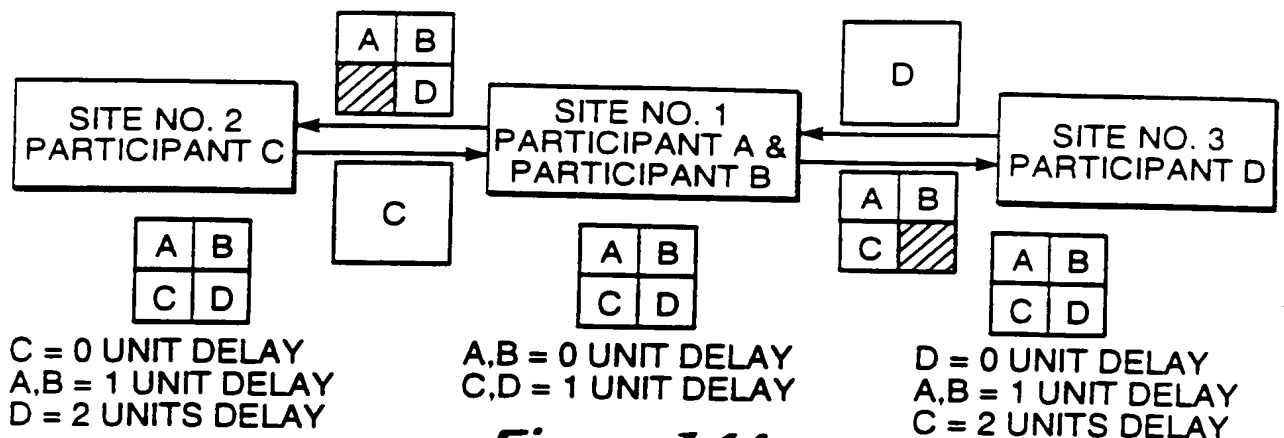 A B
D
D
SITE NO. 2
PARTICIPANT C
SITE NO. 1
PARTICIPANT A &
PARTICIPANT B
SITE NO. 3
PARTICIPANT D
C
A B
C
A B
C D
A B
C D
A B
C D
C = 0 UNIT DELAY
A,B = 1 UNIT DELAY
D = 2 UNITS DELAY
A,B = 0 UNIT DELAY
C,D = 1 UNIT DELAY
D = 0 UNIT DELAY
A,B = 1 UNIT DELAY
C = 2 UNITS DELAY